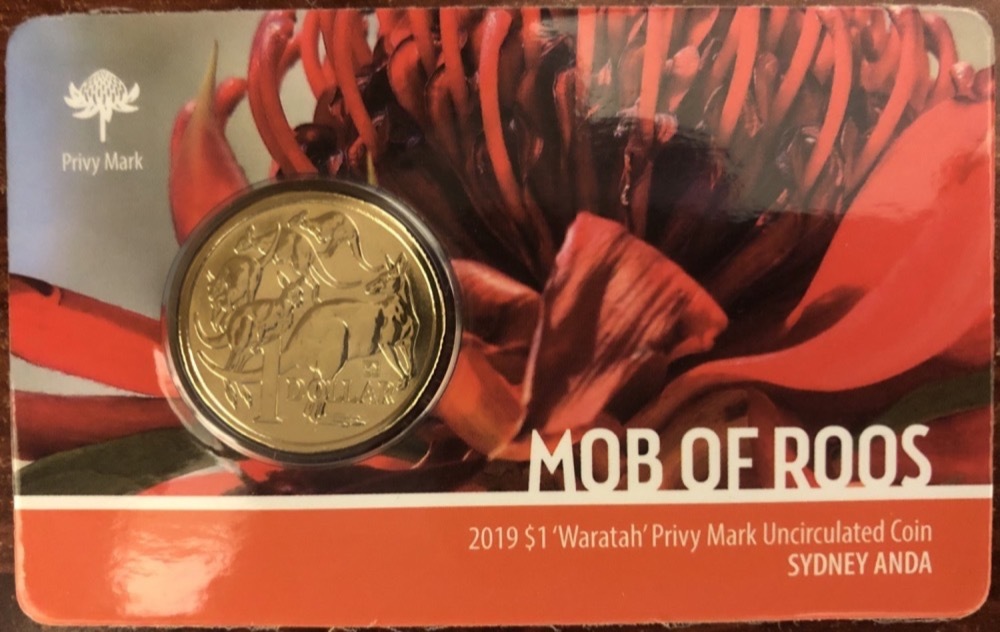 Privy Mark
1
DOLLAR
MOB OF ROOS
2019 $1 ‘Waratah’ Privy Mark Uncirculated Coin
SYDNEY ANDA